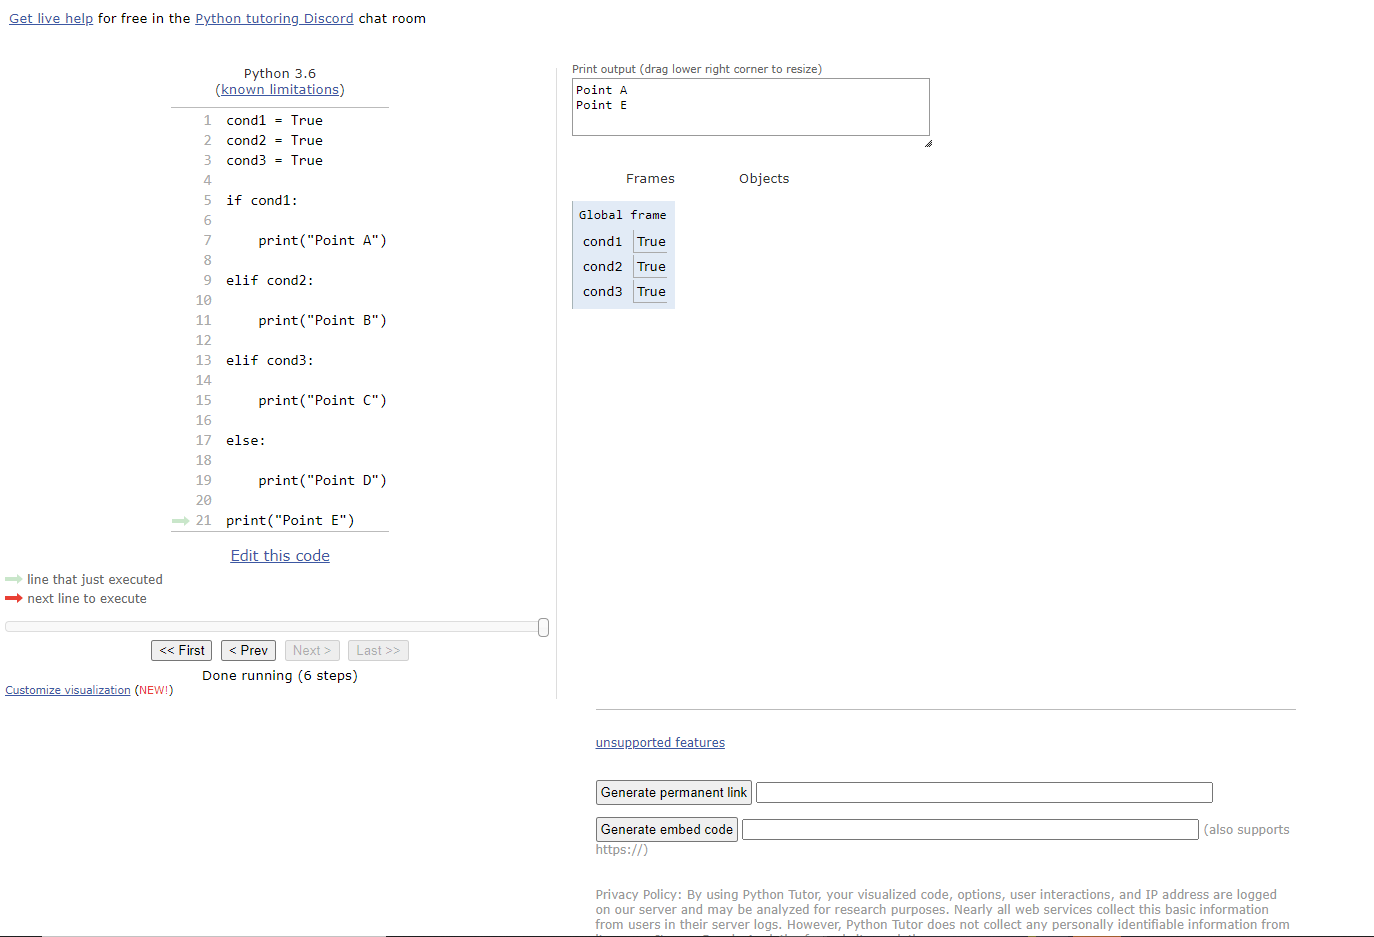 Get live help for free in the Python tutoring Discord chat room
Python 3.6
(known limitations)
1 cond1 = True
2 cond2 = True
3 cond3 = True
4
5 if cond1:
6
7 print("Point A")
8
9 elif cond2:
10
11 print("Point B")
12
13 elif cond3:
14
15 print("Point C")
16
17 else:
18
19 print("Point D")
20
21 print("Point E")
Edit this code
line that just executed
next line to execute
<< First < Prev Next > Last >>
Done running (6 steps)
Customize visualization (NEW!)
Print output (drag lower right corner to resize)
Point A
Point E
Frames Objects
Global frame
cond1 True
cond2 True
cond3 True
unsupported features
Generate permanent link
Generate embed code (also supports
https://)
Privacy Policy: By using Python Tutor, your visualized code, options, user interactions, and IP address are logged
on our server and may be analyzed for research purposes. Nearly all web services collect this basic information
from users in their server logs. However, Python Tutor does not collect any personally identifiable information from